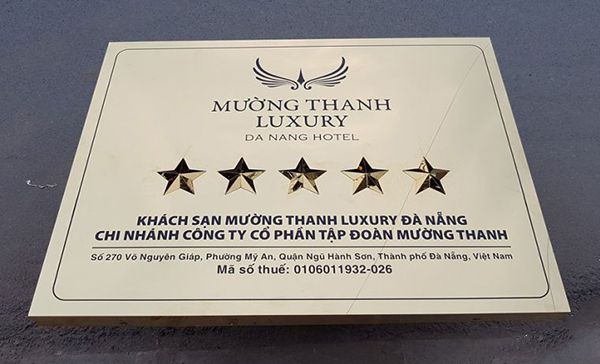 MƯỜNG THANH
LUXURY
DA NANG HOTEL
KHÁCH SẠN MƯỜNG THANH LUXURY ĐÀ NẴNG
CHI NHÁNH CÔNG TY CỔ PHẦN TẬP ĐOÀN MƯỜNG THANH
Số 270 Võ Nguyên Giáp, Phường Mỹ An, Quận Ngũ Hành Sơn, Thành phố Đà Nẵng, Việt Nam
Mã số thuế: 0106011932-026